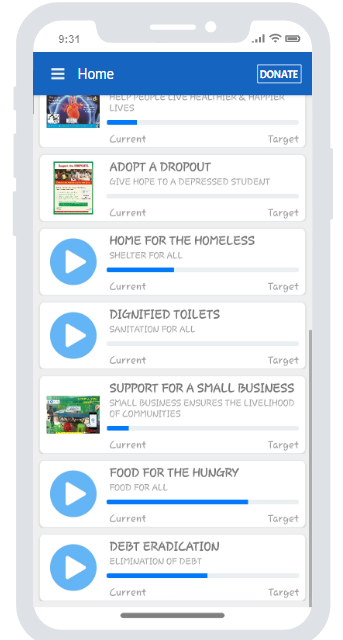 9:31
Home
DONATE
HELP PEOPLE LIVE HEALTHIER & HAPPIER
LIVES
Current Target
ADOPT A DROPOUT
GIVE HOPE TO A DEPRESSED STUDENT
Current Target
HOME FOR THE HOMELESS
SHELTER FOR ALL
Current Target
DIGNIFIED TOILETS
SANITATION FOR ALL
Current Target
SUPPORT FOR A SMALL BUSINESS
SMALL BUSINESS ENSURES THE LIVELIHOOD
OF COMMUNITIES
Current Target
FOOD FOR THE HUNGRY
FOOD FOR ALL
Current Target
DEBT ERADICATION
ELIMINATION OF DEBT
Current Target